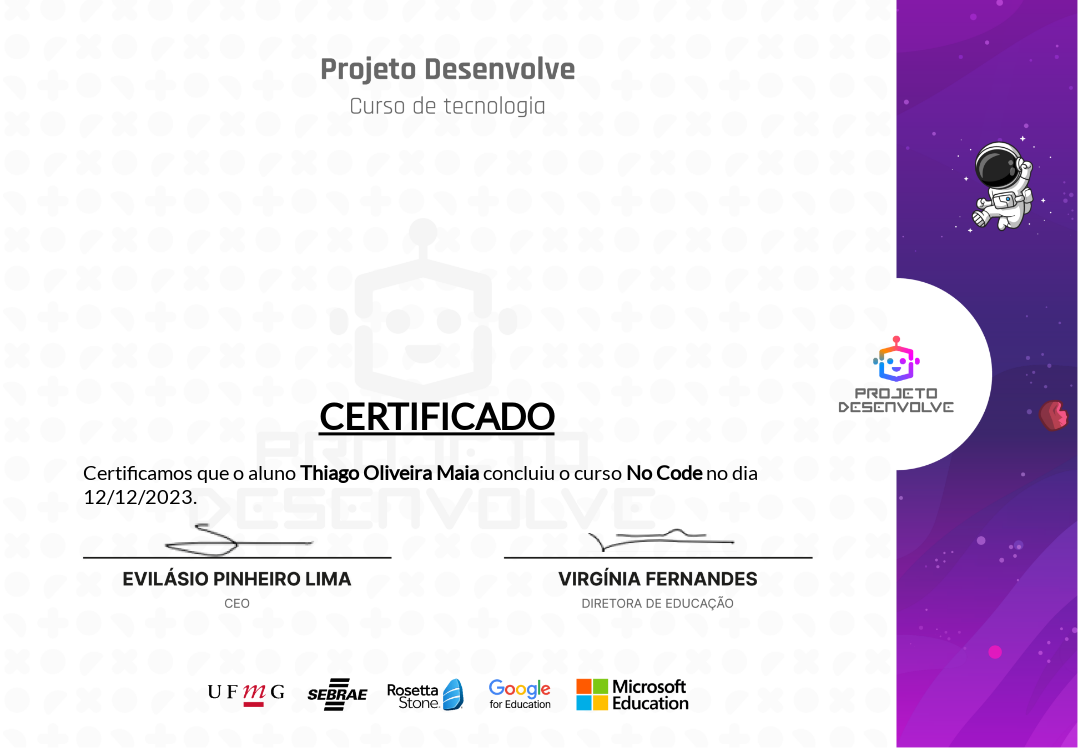 Projeto Desenvolve
Curso de tecnologia
PROJETO
DESENVOLVE
CERTIFICADO
PROJETO
DESENVOLVE
Certificamos que o aluno Thiago Oliveira Maia concluiu o curso No Code no dia
12/12/2023.
EVILÁSIO PINHEIRO LIMA
CEO
VIRGÍNIA FERNANDES
DIRETORA DE EDUCAÇÃO
UFMG
SEBRAE
Rosetta
Stone
Google
for Education
Microsoft
Education